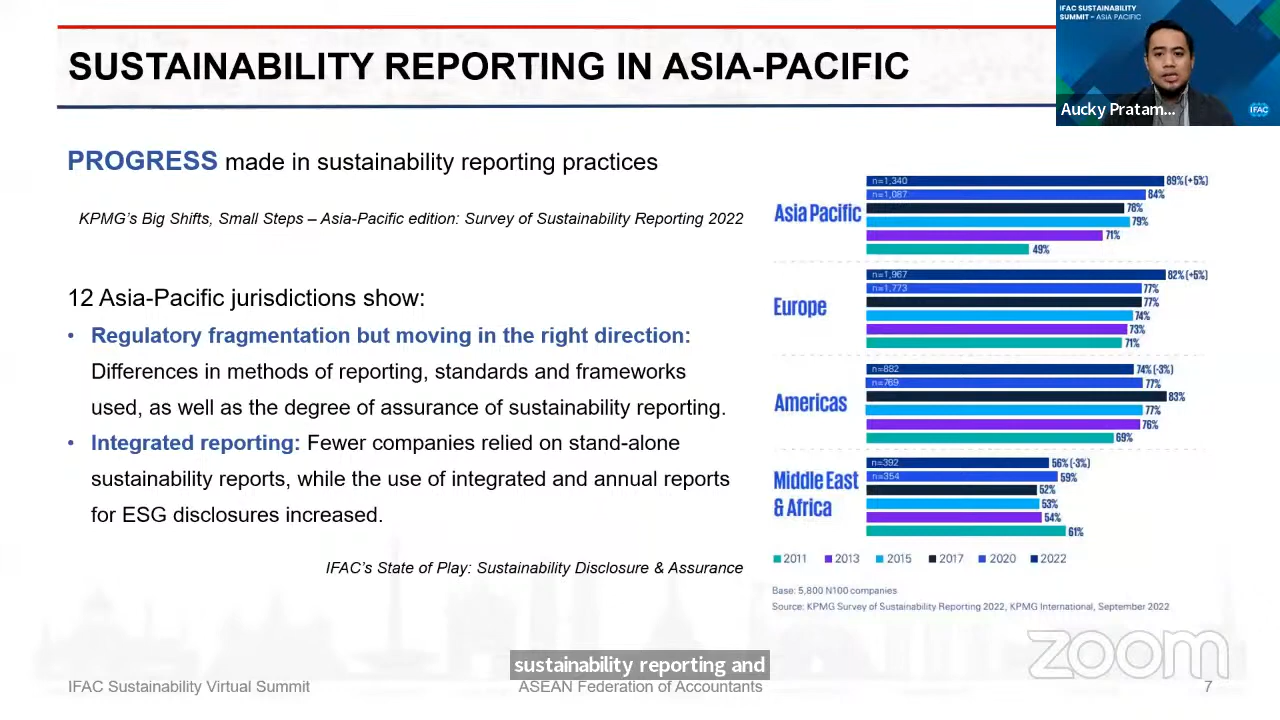 SUSTAINABILITY REPORTING IN ASIA-PACIFIC
IFAC SUSTAINABILITY
SUMMIT - ASIA PACIFIC
Aucky Pratam...
IFAC
PROGRESS made in sustainability reporting practices
KPMG's Big Shifts, Small Steps – Asia-Pacific edition: Survey of Sustainability Reporting 2022
12 Asia-Pacific jurisdictions show:
• Regulatory fragmentation but moving in the right direction:
Differences in methods of reporting, standards and frameworks
used, as well as the degree of assurance of sustainability reporting.
• Integrated reporting: Fewer companies relied on stand-alone
sustainability reports, while the use of integrated and annual reports
for ESG disclosures increased.
IFAC's State of Play: Sustainability Disclosure & Assurance
Asia Pacific
n=1,340 89% (+5%)
n=1,087 84%
78%
79%
71%
49%
Europe
n=1,967 82% (+5%)
n=1,773 77%
77%
74%
73%
71%
Americas
n=882 74% (-3%)
n=769 77%
83%
77%
76%
69%
Middle East
& Africa
n=392 56% (-3%)
n=354 59%
52%
53%
54%
61%
2011 2013 2015 2017 2020 2022
Base: 5,800 N100 companies
Source: KPMG Survey of Sustainability Reporting 2022, KPMG International, September 2022
zoom
sustainability reporting and
IFAC Sustainability Virtual Summit
ASEAN Federation of Accountants
7